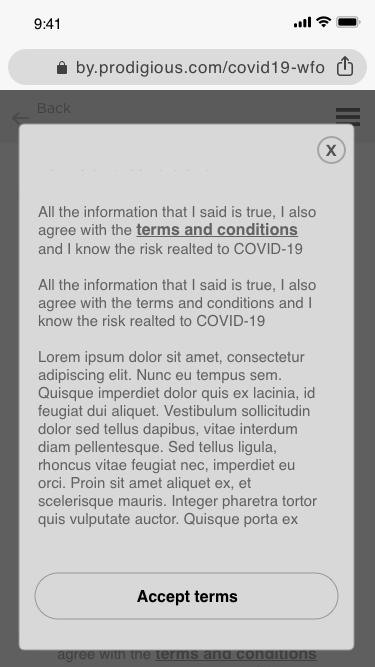 9:41
by.prodigious.com/covid19-wfo
Back
X
All the information that I said is true, I also
agree with the terms and conditions
and I know the risk realted to COVID-19
All the information that I said is true, I also
agree with the terms and conditions and I
know the risk realted to COVID-19
Lorem ipsum dolor sit amet, consectetur
adipiscing elit. Nunc eu tempus sem.
Quisque imperdiet dolor quis ex lacinia, id
feugiat dui aliquet. Vestibulum sollicitudin
dolor sed tellus dapibus, vitae interdum
diam pellentesque. Sed tellus ligula,
rhoncus vitae feugiat nec, imperdiet eu
orci. Proin sit amet aliquet ex, et
scelerisque mauris. Integer pharetra tortor
quis vulputate auctor. Quisque porta ex
Accept terms
agree with the terms and conditions